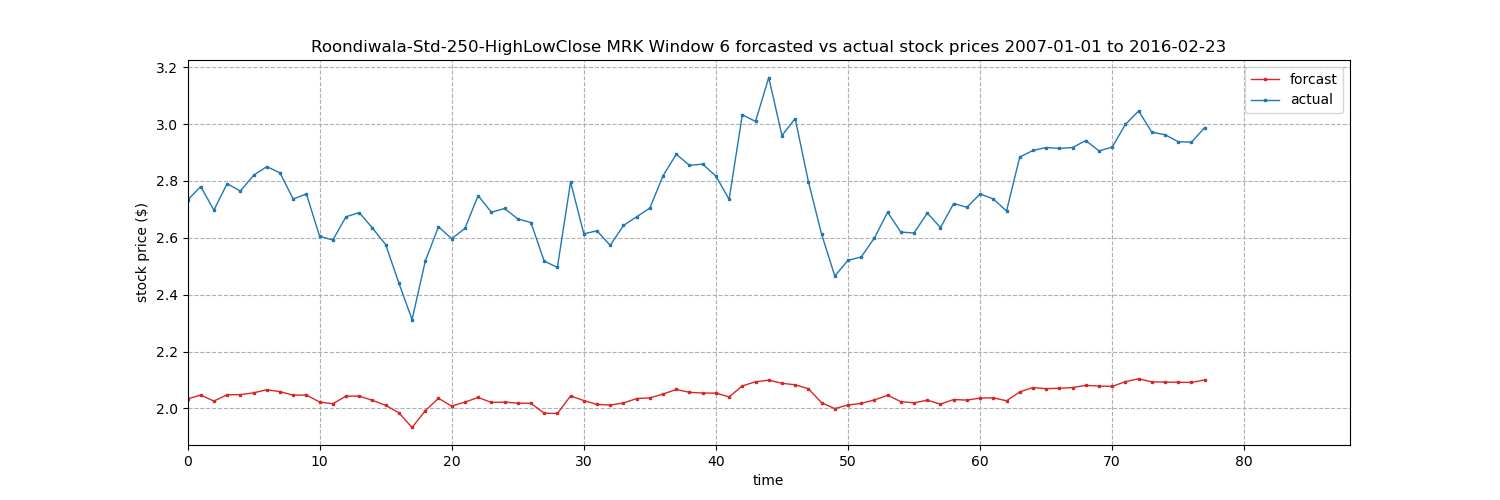 Roondiwala-Std-250-HighLowClose MRK Window 6 forcasted vs actual stock prices 2007-01-01 to 2016-02-23
forcast
actual
stock price ($)
3.2
3.0
2.8
2.6
2.4
2.2
2.0
0 10 20 30 40 50 60 70 80
time